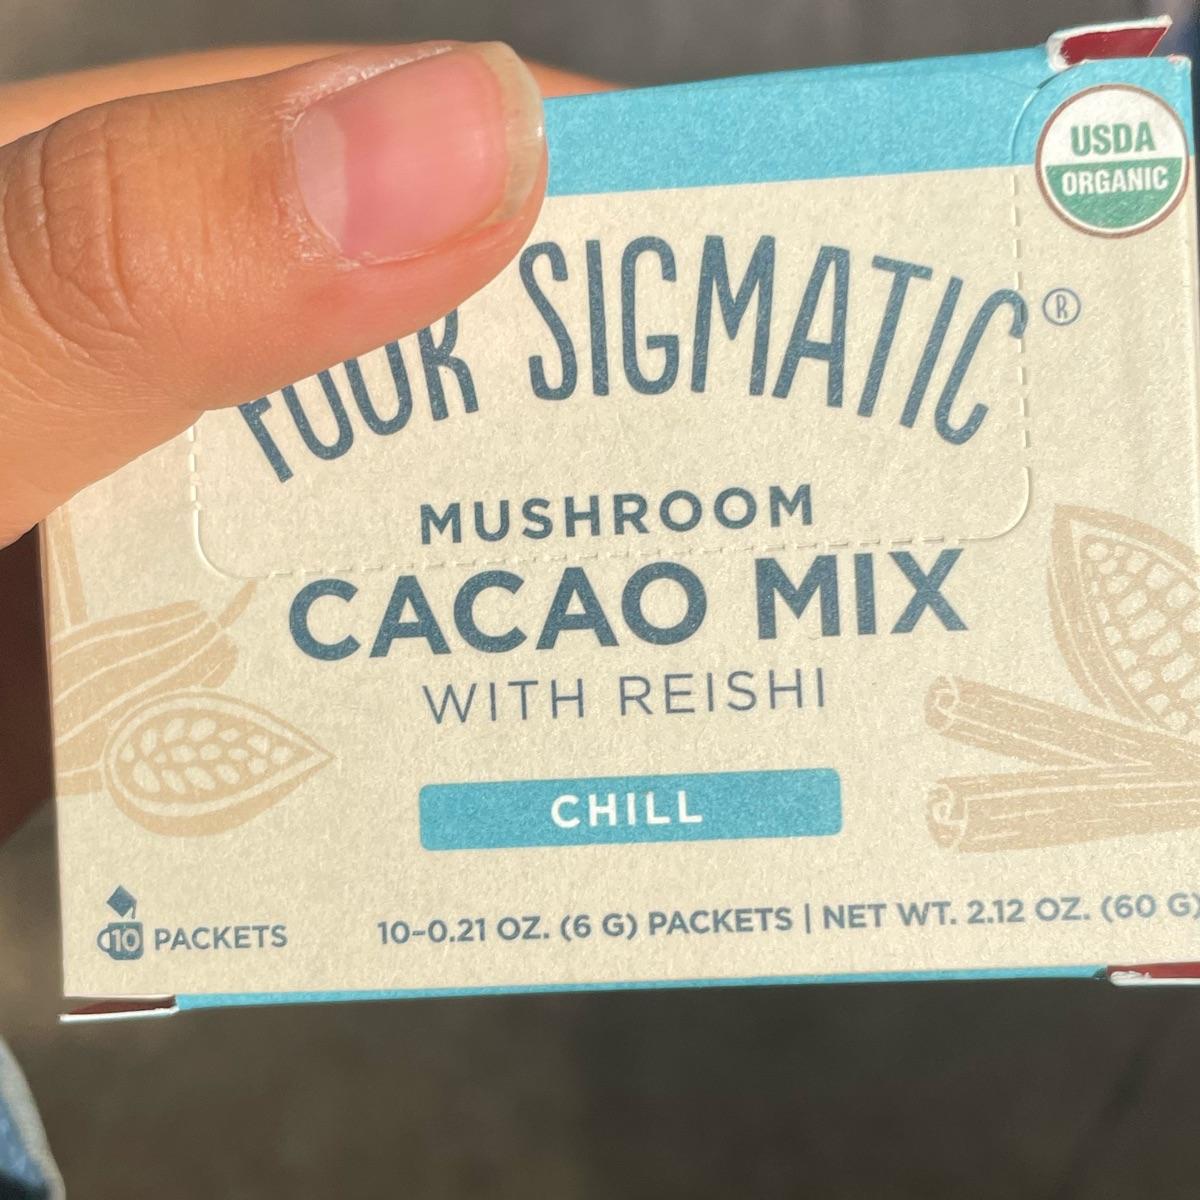 USDA
ORGANIC
FOUR SIGMATIC®
MUSHROOM
CACAO MIX
WITH REISHI
CHILL
10 PACKETS
10-0.21 OZ. (6 G) PACKETS | NET WT. 2.12 OZ. (60 G)